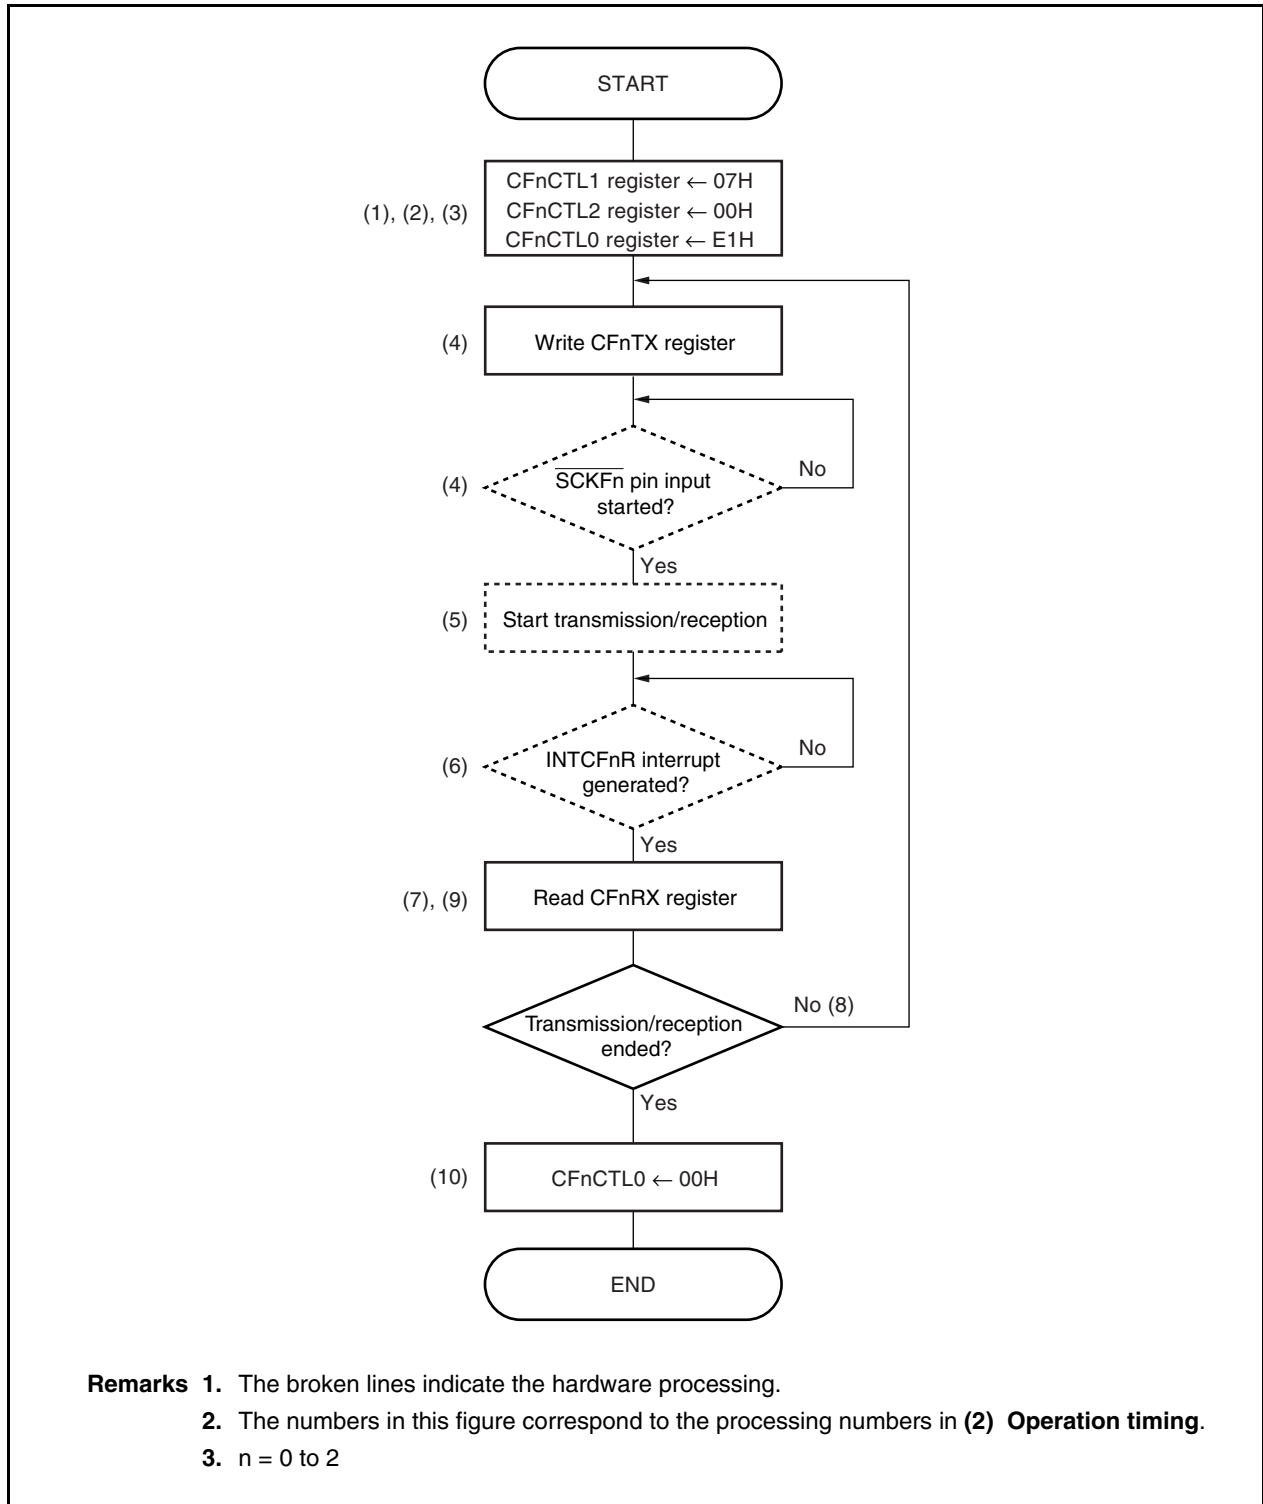 START
(1), (2), (3)
CFnCTL1 register ← 07H
CFnCTL2 register ← 00H
CFnCTL0 register ← E1H
(4)
Write CFnTX register
(4)
SCKFn pin input
started?
No
Yes
(5)
Start transmission/reception
(6)
INTCFnR interrupt
generated?
No
Yes
(7), (9)
Read CFnRX register
Transmission/reception
ended?
No (8)
Yes
(10)
CFnCTL0 ← 00H
END
Remarks 1. The broken lines indicate the hardware processing.
2. The numbers in this figure correspond to the processing numbers in (2) Operation timing.
3. n = 0 to 2